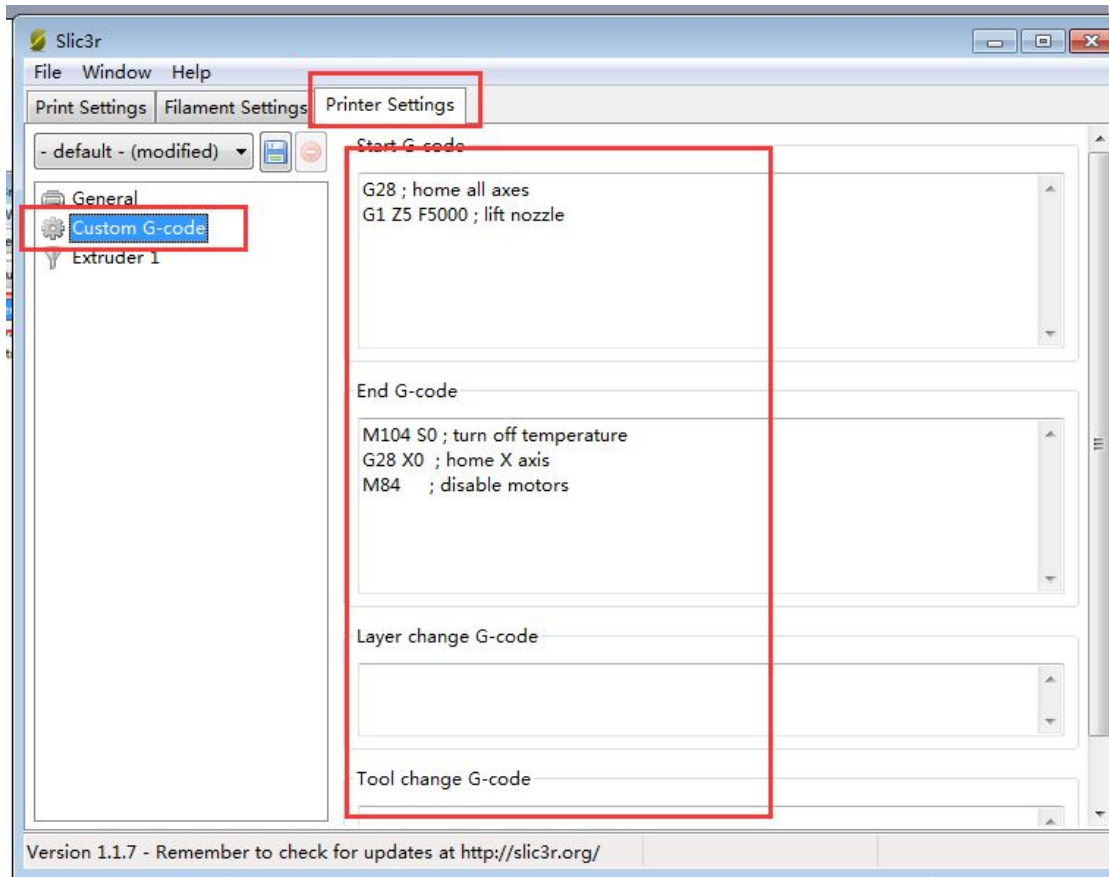 Slic3r
File Window Help
Print Settings Filament Settings Printer Settings
- default - (modified)
General
Custom G-code
Extruder 1
Start G-code
G28 ; home all axes
G1 Z5 F5000 ; lift nozzle
End G-code
M104 S0 ; turn off temperature
G28 X0  ; home X axis
M84    ; disable motors
Layer change G-code
Tool change G-code
Version 1.1.7 - Remember to check for updates at http://slic3r.org/